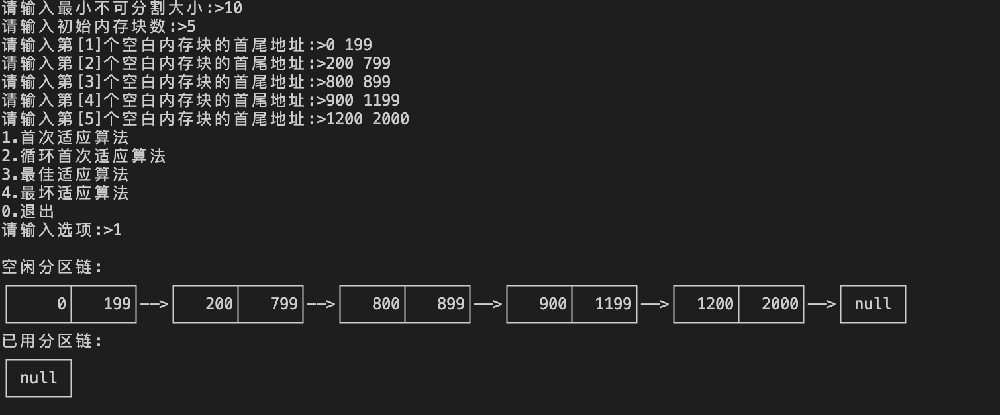 请输入最小不可分割大小:>10
请输入初始内存块数:>5
请输入第[1]个空白内存块的首尾地址:>0 199
请输入第[2]个空白内存块的首尾地址:>200 799
请输入第[3]个空白内存块的首尾地址:>800 899
请输入第[4]个空白内存块的首尾地址:>900 1199
请输入第[5]个空白内存块的首尾地址:>1200 2000
1.首次适应算法
2.循环首次适应算法
3.最佳适应算法
4.最坏适应算法
0.退出
请输入选项:>1
空闲分区链:
0 199 ——> 200 799 ——> 800 899 ——> 900 1199 ——> 1200 2000 ——> null
已用分区链:
null